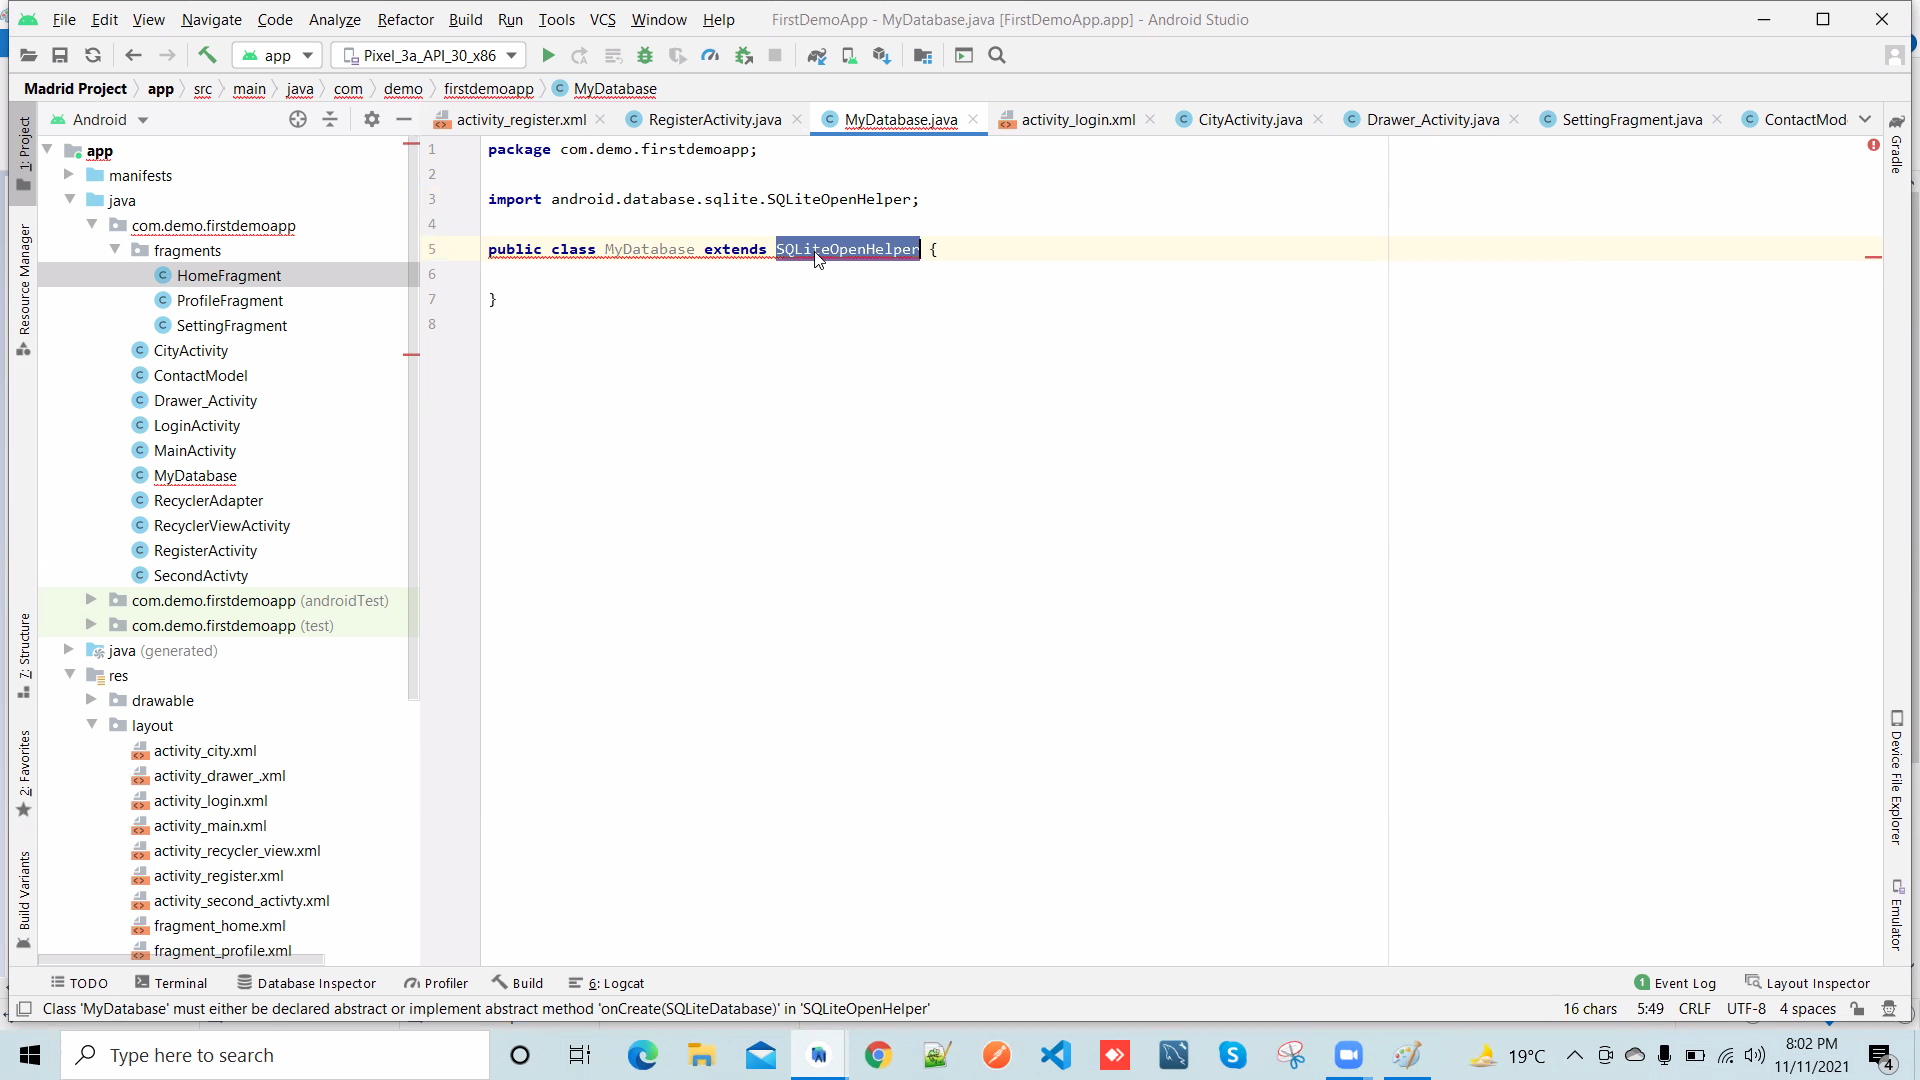 File Edit View Navigate Code Analyze Refactor Build Run Tools VCS Window Help FirstDemoApp - MyDatabase.java [FirstDemoApp.app] - Android Studio
app Pixel_3a_API_30_x86
Madrid Project app src main java com demo firstdemoapp MyDatabase
Android
activity_register.xml RegisterActivity.java MyDatabase.java activity_login.xml CityActivity.java Drawer_Activity.java SettingFragment.java ContactMod
1: Project
Resource Manager
7: Structure
2: Favorites
Build Variants
app
manifests
java
com.demo.firstdemoapp
fragments
HomeFragment
ProfileFragment
SettingFragment
CityActivity
ContactModel
Drawer_Activity
LoginActivity
MainActivity
MyDatabase
RecyclerAdapter
RecyclerViewActivity
RegisterActivity
SecondActivty
com.demo.firstdemoapp (androidTest)
com.demo.firstdemoapp (test)
java (generated)
res
drawable
layout
activity_city.xml
activity_drawer_.xml
activity_login.xml
activity_main.xml
activity_recycler_view.xml
activity_register.xml
activity_second_activty.xml
fragment_home.xml
fragment_profile.xml
1 package com.demo.firstdemoapp;
2
3 import android.database.sqlite.SQLiteOpenHelper;
4
5 public class MyDatabase extends SQLiteOpenHelper {
6
7 }
8
Gradle
Device File Explorer
Emulator
TODO Terminal Database Inspector Profiler Build 6: Logcat 1 Event Log Layout Inspector
Class 'MyDatabase' must either be declared abstract or implement abstract method 'onCreate(SQLiteDatabase)' in 'SQLiteOpenHelper' 16 chars 5:49 CRLF UTF-8 4 spaces
Type here to search 19°C 8:02 PM
11/11/2021 4